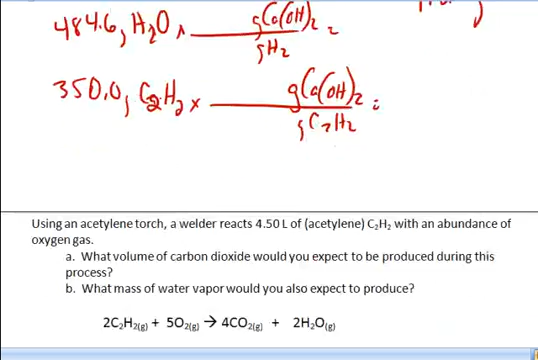 484.6 g H₂O x ______ g Ca(OH)₂ =
g H₂
350.0 g C₂H₂ x ______ g Ca(OH)₂ =
g C₂H₂
Using an acetylene torch, a welder reacts 4.50 L of (acetylene) C₂H₂ with an abundance of
oxygen gas.
a. What volume of carbon dioxide would you expect to be produced during this
process?
b. What mass of water vapor would you also expect to produce?
2C₂H₂(g) + 5O₂(g) → 4CO₂(g) + 2H₂O(g)